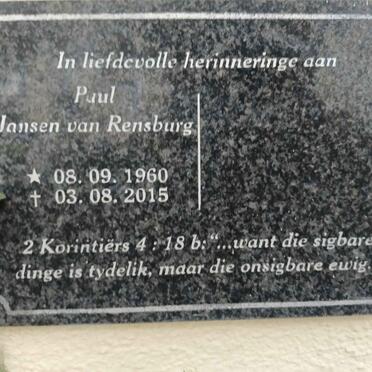 In liefdevolle herinneringe aan
Paul
Jansen van Rensburg
★ 08. 09. 1960
† 03. 08. 2015
2 Korintiërs 4 : 18 b: "...want die sigbare
dinge is tydelik, maar die onsigbare ewig.